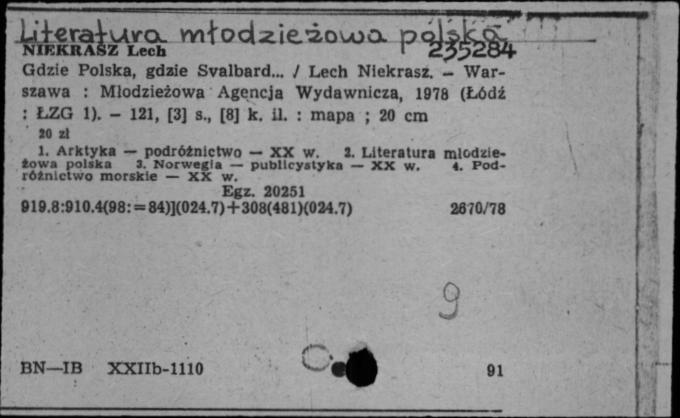 Literatura młodzieżowa polska
NIEKRASZ Lech 235284
Gdzie Polska, gdzie Svalbard... / Lech Niekrasz. — War-
szawa : Młodzieżowa Agencja Wydawnicza, 1978 (Łódź
: ŁZG 1). — 121, [3] s., [8] k. il. : mapa ; 20 cm
20 zł
1. Arktyka — podróżnictwo — XX w. 2. Literatura młodzie-
żowa polska 3. Norwegia — publicystyka — XX w. 4. Pod-
różnictwo morskie — XX w.
Egz. 20251
919.8:910.4(98:=84)](024.7)+308(481)(024.7) 2670/78
9
BN—IB XXIIb-1110 91